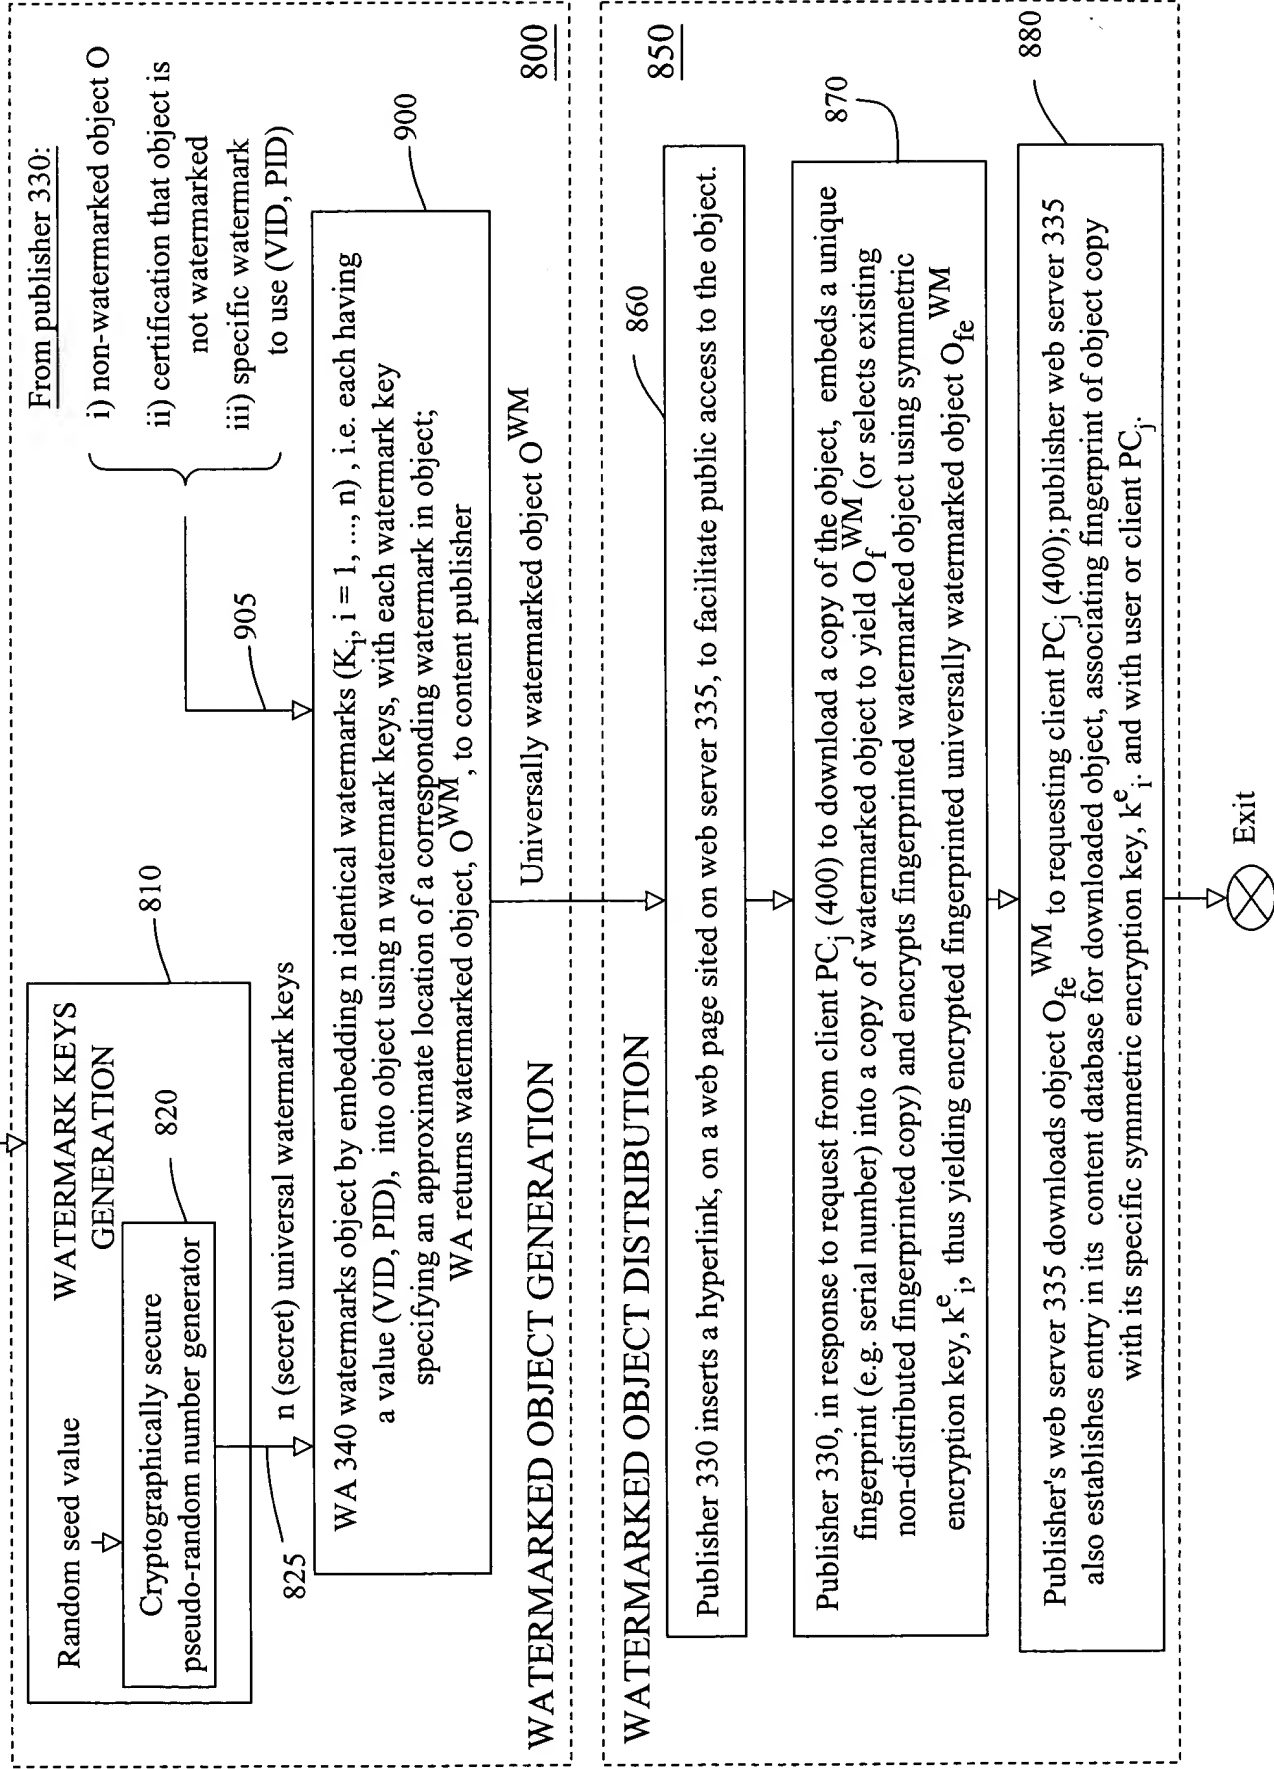 From publisher 330:
i) non-watermarked object O
ii) certification that object is
not watermarked
iii) specific watermark
to use (VID, PID)
905
Random seed value
WATERMARK KEYS
GENERATION
810
820
Cryptographically secure
pseudo-random number generator
825
n (secret) universal watermark keys
900
WA 340 watermarks object by embedding n identical watermarks (K_i, i = 1, ..., n) , i.e. each having
a value (VID, PID), into object using n watermark keys, with each watermark key
specifying an approximate location of a corresponding watermark in object;
WA returns watermarked object, O^WM, to content publisher
WATERMARKED OBJECT GENERATION
800
Universally watermarked object O^WM
WATERMARKED OBJECT DISTRIBUTION
850
860
Publisher 330 inserts a hyperlink, on a web page sited on web server 335, to facilitate public access to the object.
870
Publisher 330, in response to request from client PC_j (400) to download a copy of the object, embeds a unique
fingerprint (e.g. serial number) into a copy of watermarked object to yield O_f^WM (or selects existing
non-distributed fingerprinted copy) and encrypts fingerprinted watermarked object using symmetric
encryption key, k^e_i, thus yielding encrypted fingerprinted universally watermarked object O_fe^WM
880
Publisher's web server 335 downloads object O_fe^WM to requesting client PC_j (400); publisher web server 335
also establishes entry in its content database for downloaded object, associating fingerprint of object copy
with its specific symmetric encryption key, k^e_i. and with user or client PC_j.
Exit